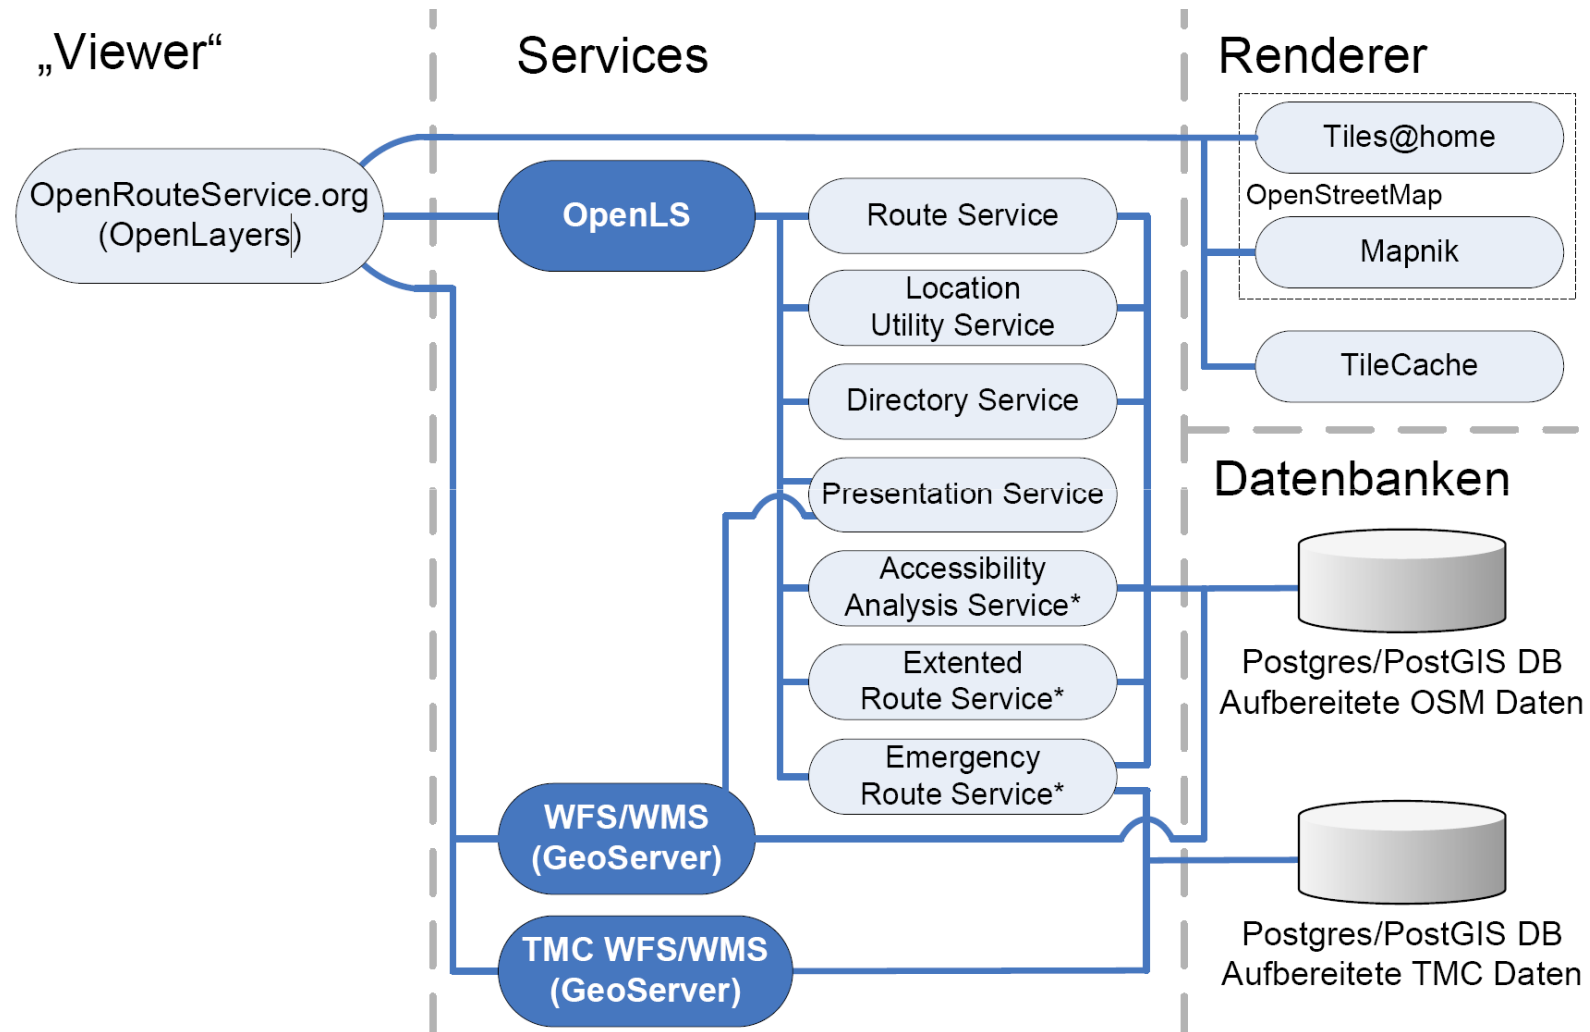 „Viewer“
OpenRouteService.org
(OpenLayers)
Services
OpenLS
Route Service
Location
Utility Service
Directory Service
Presentation Service
Accessibility
Analysis Service*
Extented
Route Service*
Emergency
Route Service*
WFS/WMS
(GeoServer)
TMC WFS/WMS
(GeoServer)
Renderer
Tiles@home
OpenStreetMap
Mapnik
TileCache
Datenbanken
Postgres/PostGIS DB
Aufbereitete OSM Daten
Postgres/PostGIS DB
Aufbereitete TMC Daten